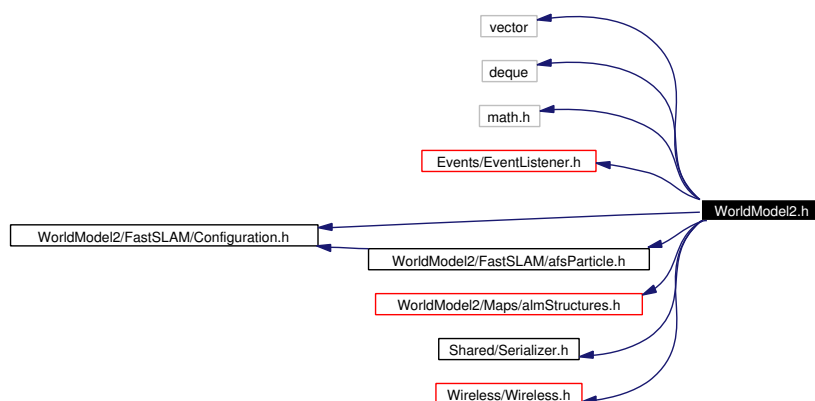 vector
deque
math.h
Events/EventListener.h
WorldModel2.h
WorldModel2/FastSLAM/Configuration.h
WorldModel2/FastSLAM/afsParticle.h
WorldModel2/Maps/almStructures.h
Shared/Serializer.h
Wireless/Wireless.h